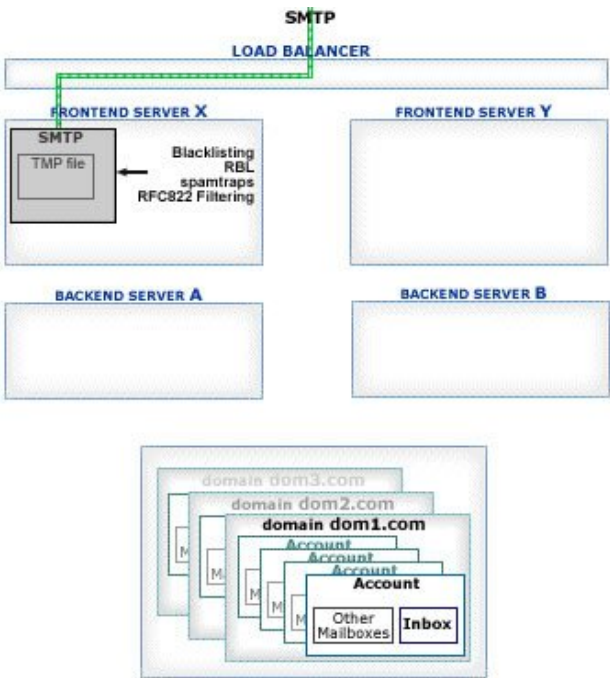 SMTP
LOAD BALANCER
FRONTEND SERVER X
FRONTEND SERVER Y
SMTP
TMP file
Blacklisting
RBL
spamtraps
RFC822 Filtering
BACKEND SERVER A
BACKEND SERVER B
domain dom3.com
domain dom2.com
domain dom1.com
Account
Account
Account
Account
Other
Mailboxes
Inbox